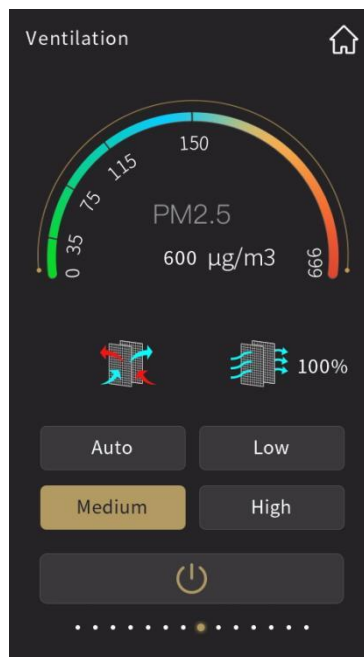 Ventilation
0
35
75
115
150
999
PM2.5
600 μg/m3
100%
Auto
Low
Medium
High